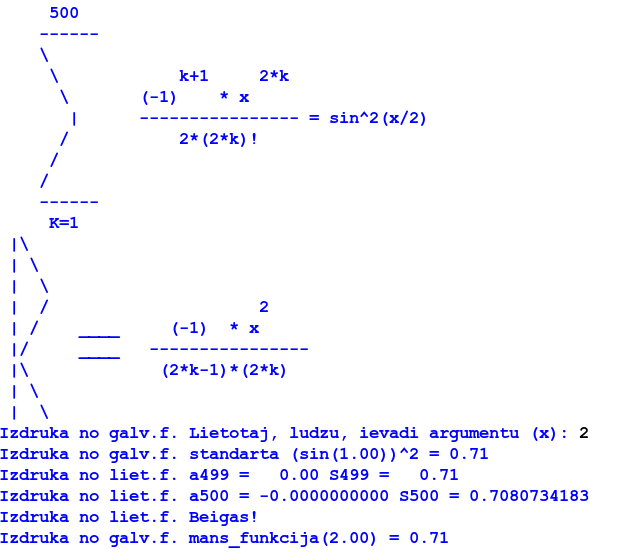 500
    ------
    \
     \            k+1     2*k
      \       (-1)    * x
       |      ---------------- = sin^2(x/2)
      /           2*(2*k)!
     /
    /
    ------
     K=1
 |\
 | \
 |  \
 |  /                     2
 | /    ____     (-1)  * x
 |/     ____   ----------------
 |\             (2*k-1)*(2*k)
 | \
 |  \
Izdruka no galv.f. Lietotaj, ludzu, ievadi argumentu (x): 2
Izdruka no galv.f. standarta (sin(1.00))^2 = 0.71
Izdruka no liet.f. a499 =   0.00 S499 =   0.71
Izdruka no liet.f. a500 = -0.0000000000 S500 = 0.7080734183
Izdruka no liet.f. Beigas!
Izdruka no galv.f. mans_funkcija(2.00) = 0.71